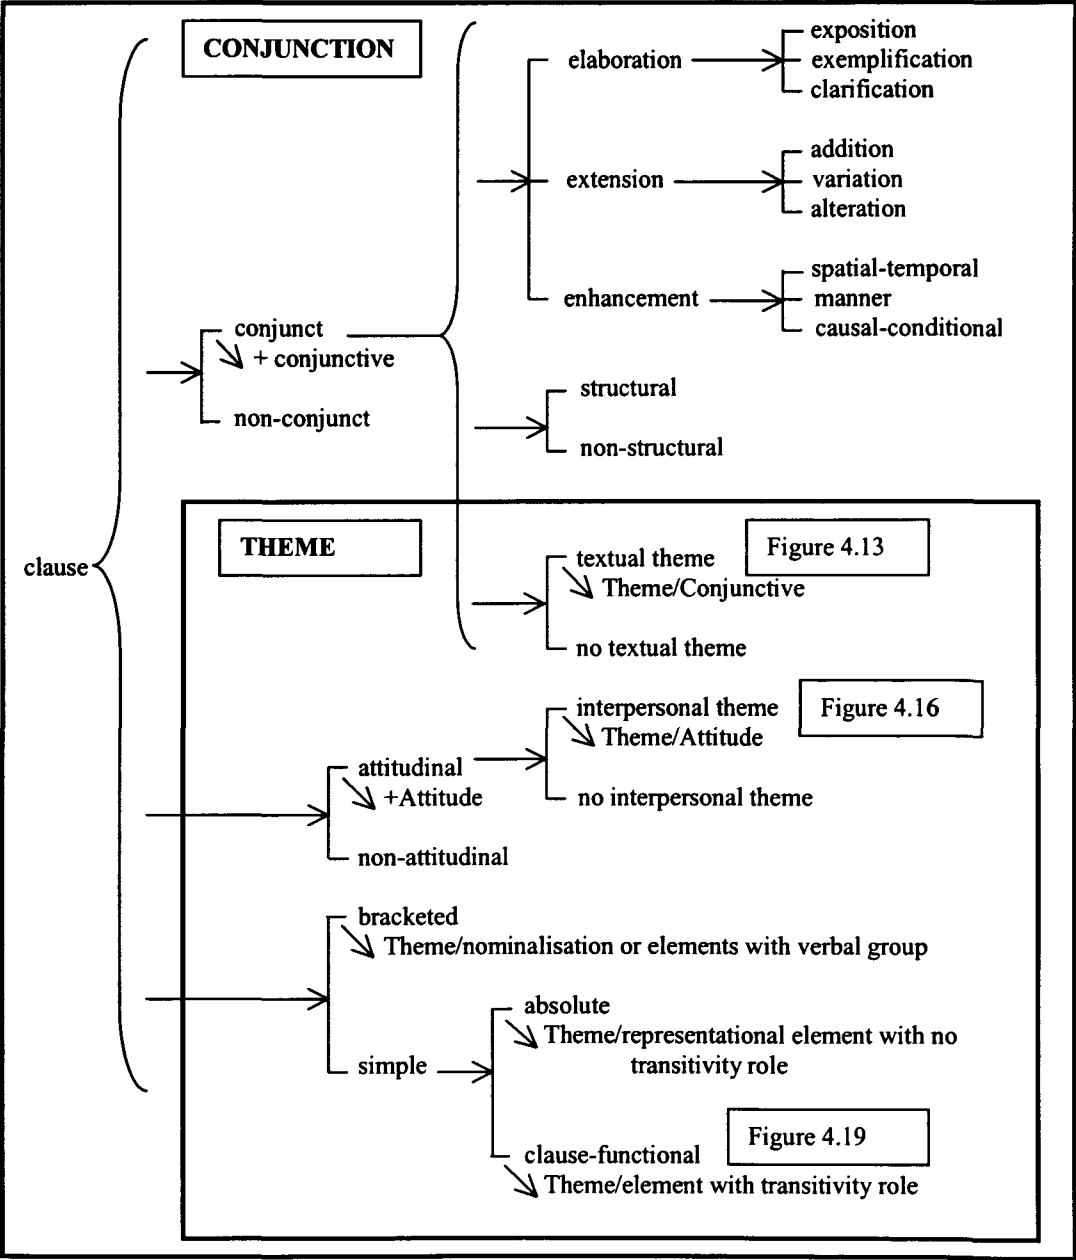 CONJUNCTION
elaboration
exposition
exemplification
clarification
extension
addition
variation
alteration
enhancement
spatial-temporal
manner
causal-conditional
conjunct
+ conjunctive
non-conjunct
structural
non-structural
clause
THEME
Figure 4.13
textual theme
Theme/Conjunctive
no textual theme
Figure 4.16
interpersonal theme
Theme/Attitude
no interpersonal theme
attitudinal
+Attitude
non-attitudinal
bracketed
Theme/nominalisation or elements with verbal group
simple
absolute
Theme/representational element with no
transitivity role
Figure 4.19
clause-functional
Theme/element with transitivity role